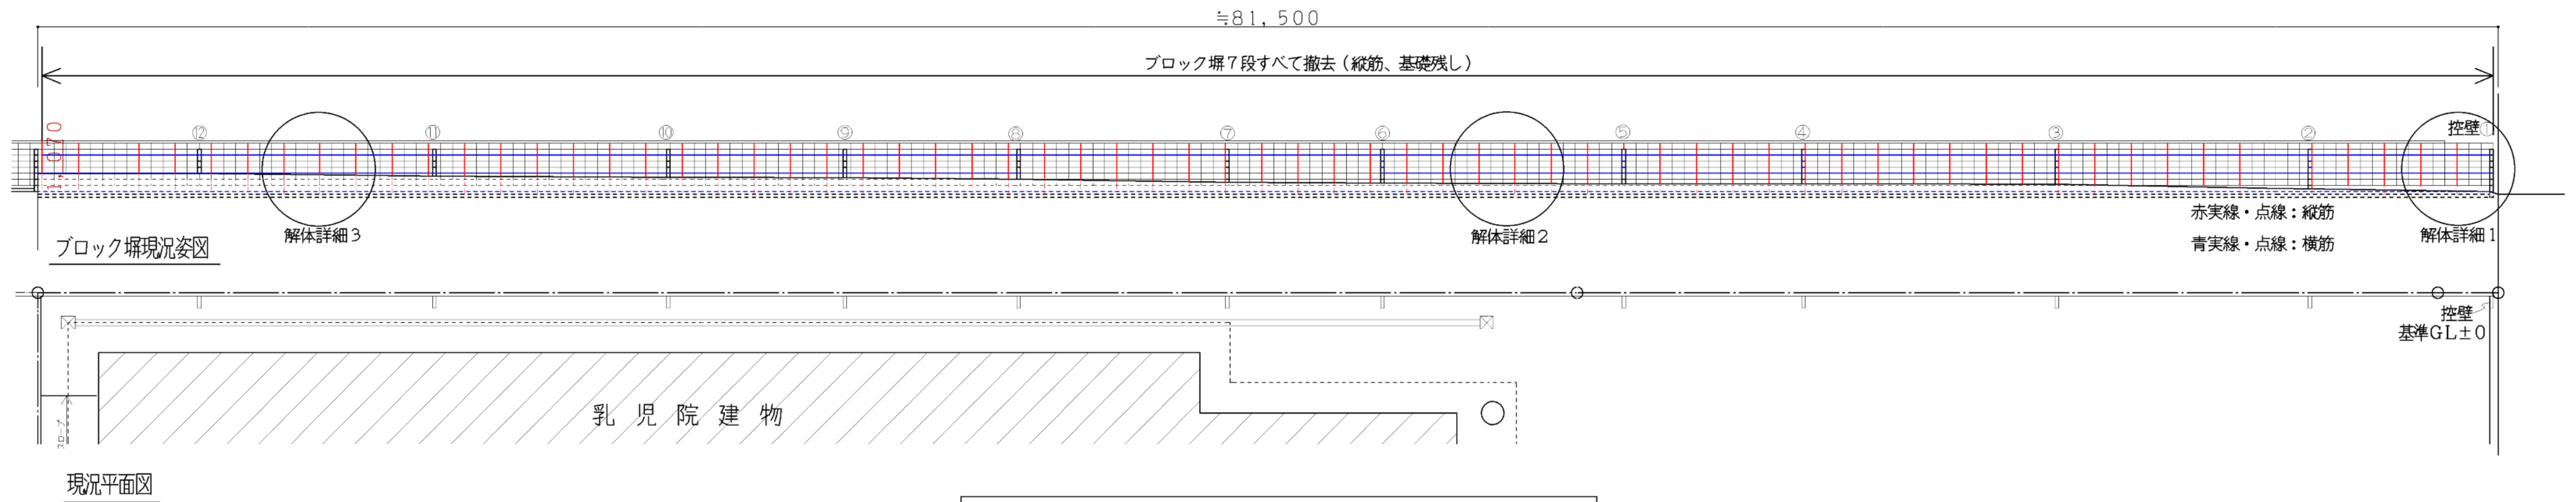 ≒81,500
ブロック塀7段すべて撤去(縦筋、基礎残し)
1,070
⑫
⑪
⑩
⑨
⑧
⑦
⑥
⑤
④
③
②
控壁①
解体詳細3
解体詳細2
解体詳細1
赤実線・点線:縦筋
青実線・点線:横筋
ブロック塀現況姿図
控壁
基準GL±0
乳児院建物
スロープ
現況平面図